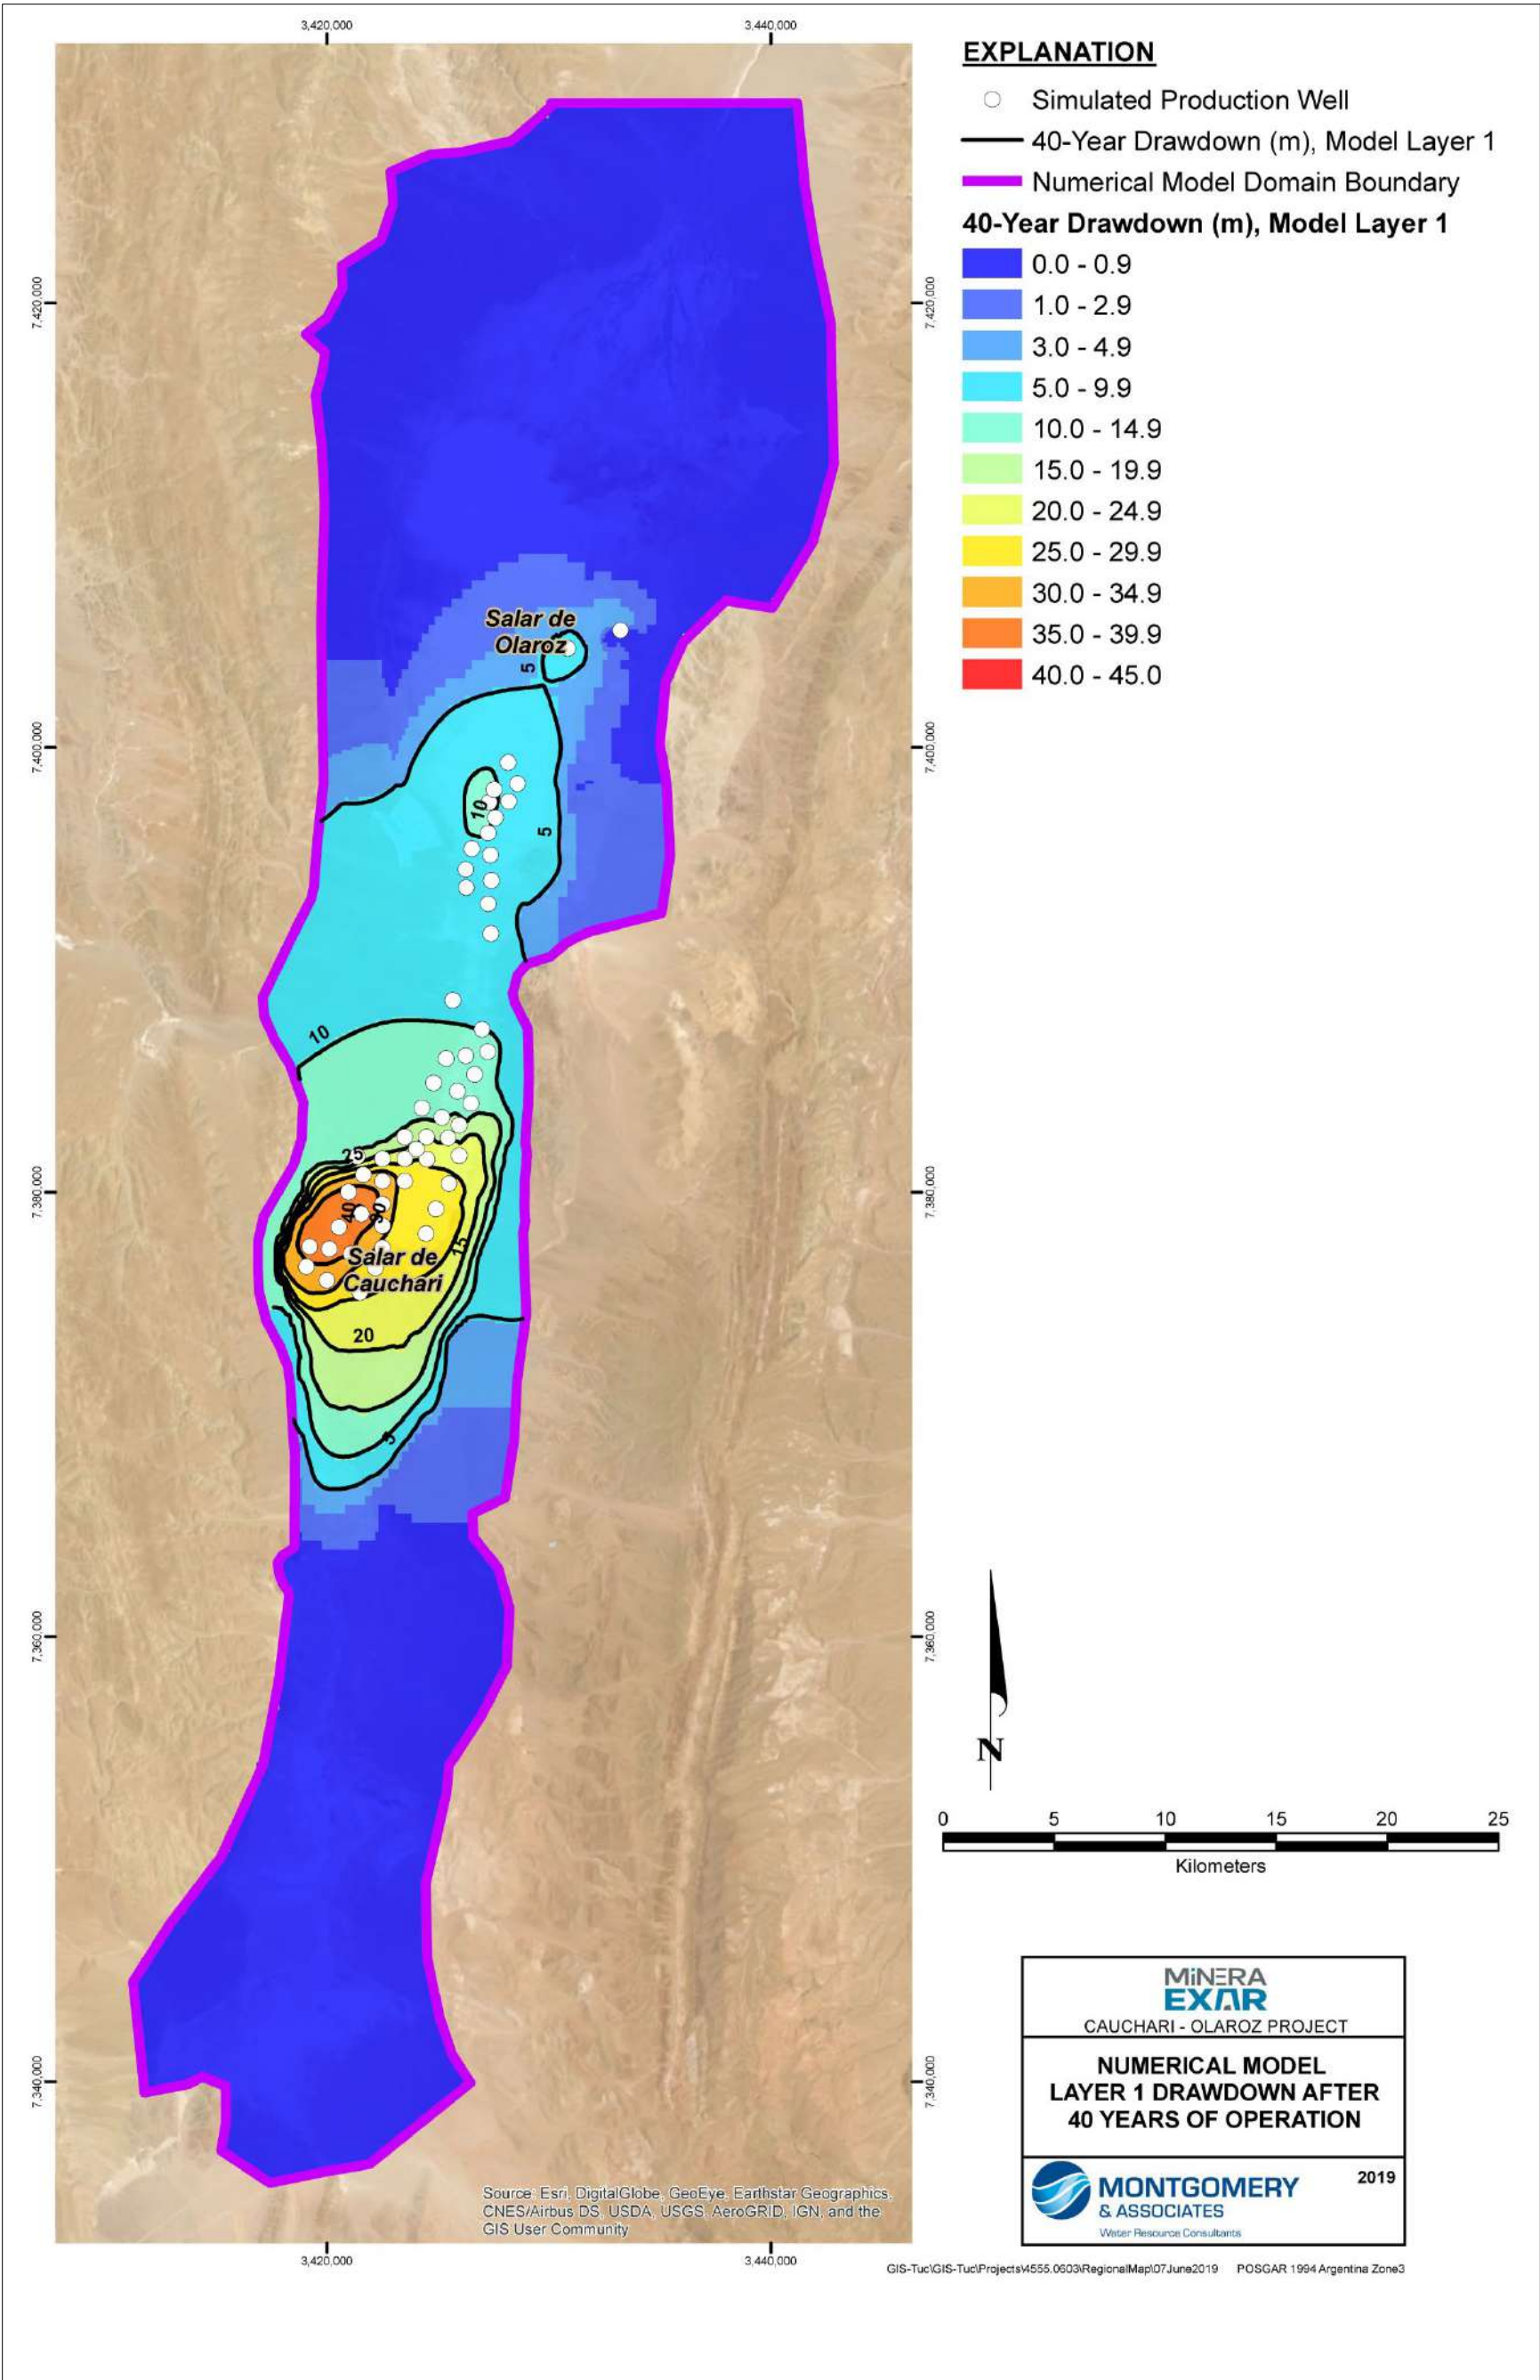 3,420,000
3,440,000
EXPLANATION
Simulated Production Well
40-Year Drawdown (m), Model Layer 1
Numerical Model Domain Boundary
40-Year Drawdown (m), Model Layer 1
0.0 - 0.9
1.0 - 2.9
3.0 - 4.9
5.0 - 9.9
10.0 - 14.9
15.0 - 19.9
20.0 - 24.9
25.0 - 29.9
30.0 - 34.9
35.0 - 39.9
40.0 - 45.0
7,420,000
7,420,000
Salar de
Olaroz
5
7,400,000
7,400,000
10
5
10
25
7,380,000
7,380,000
40
30
15
Salar de
Cauchari
20
5
7,360,000
7,360,000
N
0 5 10 15 20 25
Kilometers
MiNERA
EXAR
CAUCHARI - OLAROZ PROJECT
NUMERICAL MODEL
LAYER 1 DRAWDOWN AFTER
40 YEARS OF OPERATION
7,340,000
7,340,000
MONTGOMERY
& ASSOCIATES
Water Resource Consultants
2019
Source: Esri, DigitalGlobe, GeoEye, Earthstar Geographics,
CNES/Airbus DS, USDA, USGS, AeroGRID, IGN, and the
GIS User Community
3,420,000
3,440,000
GIS-Tuc\GIS-Tuc\Projects\4555.0603\RegionalMap\07June2019 POSGAR 1994 Argentina Zone3